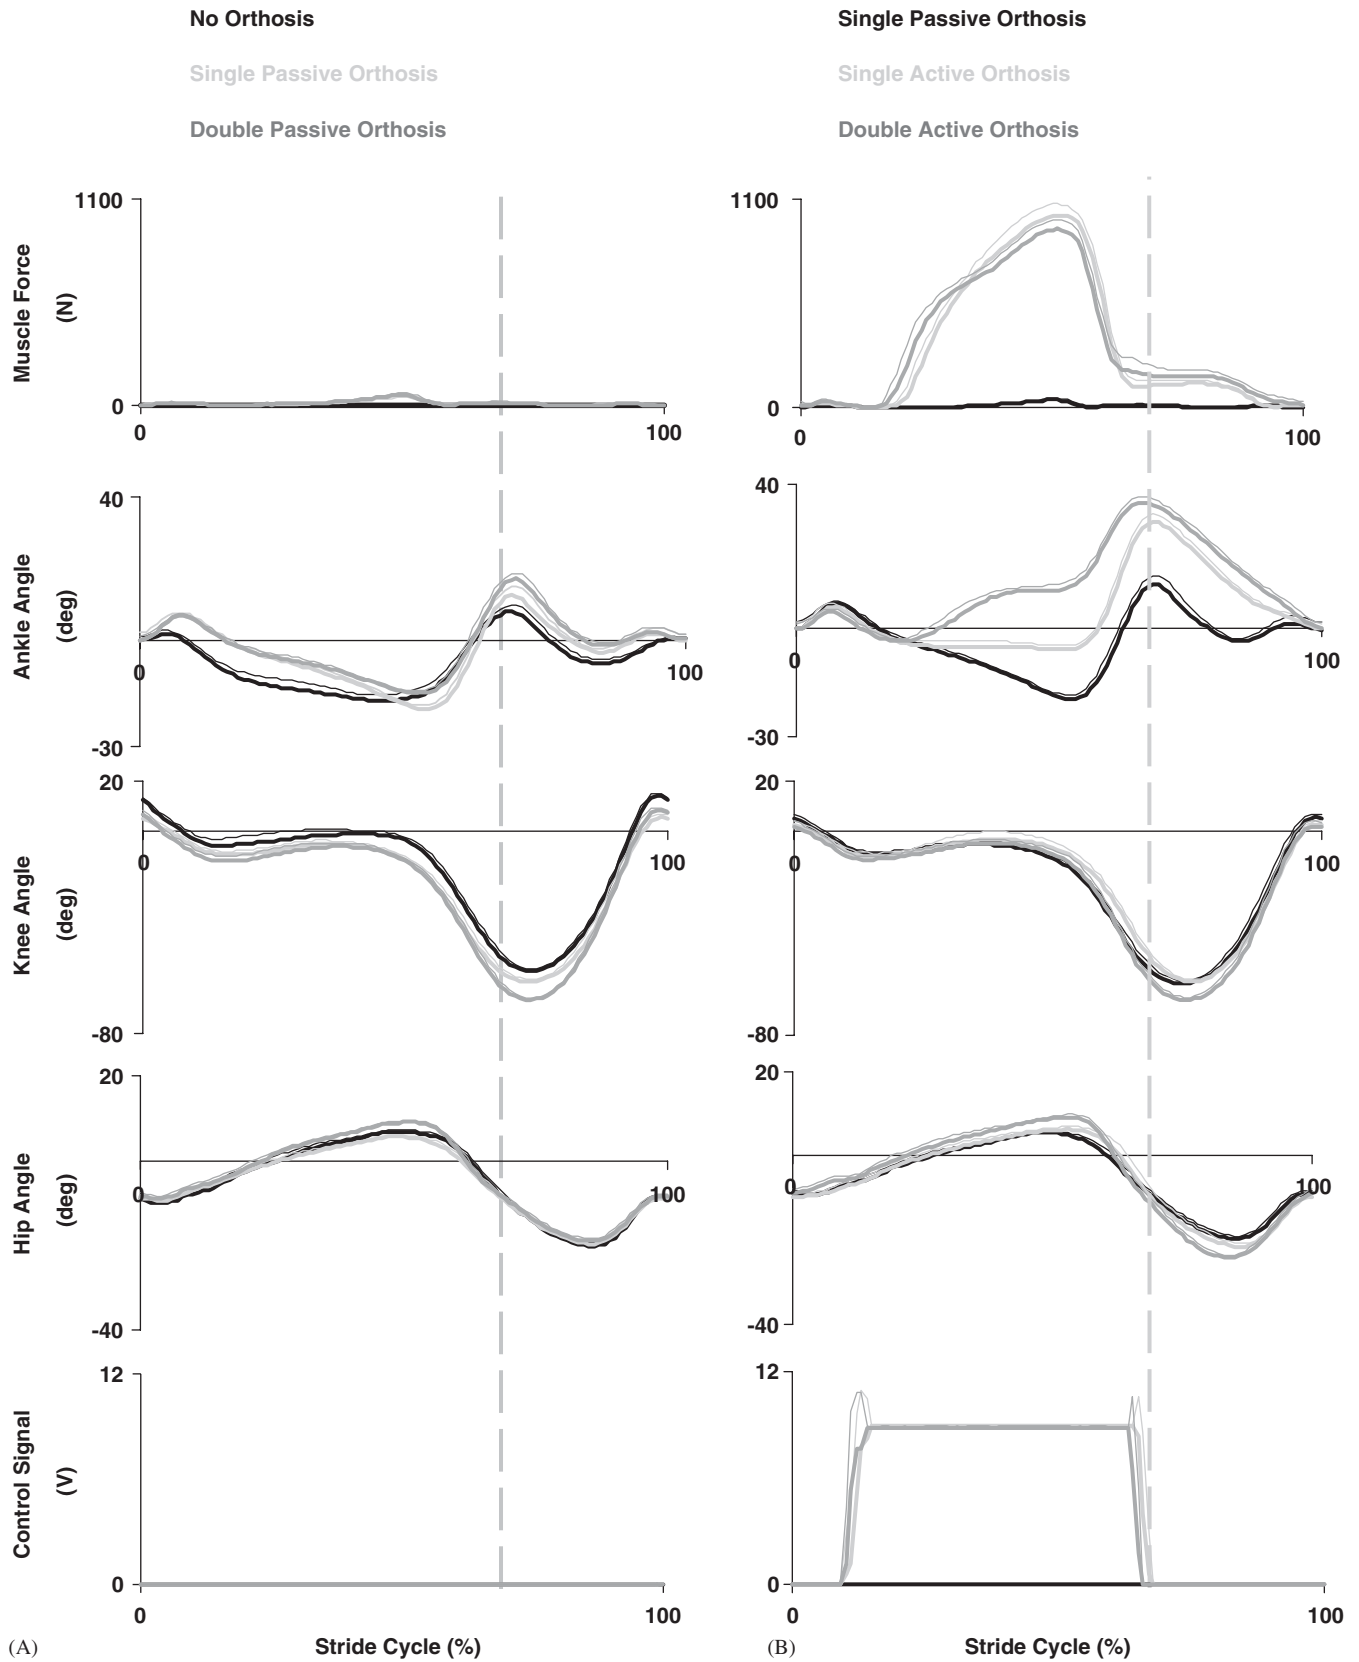 No Orthosis
Single Passive Orthosis
Double Passive Orthosis
Single Passive Orthosis
Single Active Orthosis
Double Active Orthosis
Muscle Force
(N)
1100
0
0
100
1100
0
0
100
Ankle Angle
(deg)
40
0
100
-30
40
0
100
-30
Knee Angle
(deg)
20
0
100
-80
20
0
100
-80
Hip Angle
(deg)
20
0
100
-40
20
0
100
-40
Control Signal
(V)
12
0
0
100
Stride Cycle (%)
(A)
12
0
0
100
Stride Cycle (%)
(B)